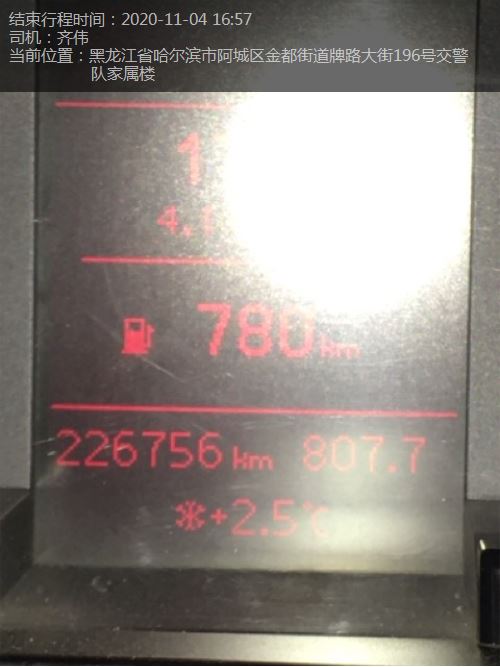 结束行程时间：2020-11-04 16:57
司机：齐伟
当前位置：黑龙江省哈尔滨市阿城区金都街道牌路大街196号交警
队家属楼
780 km
226756 km 807.7
+2.5℃